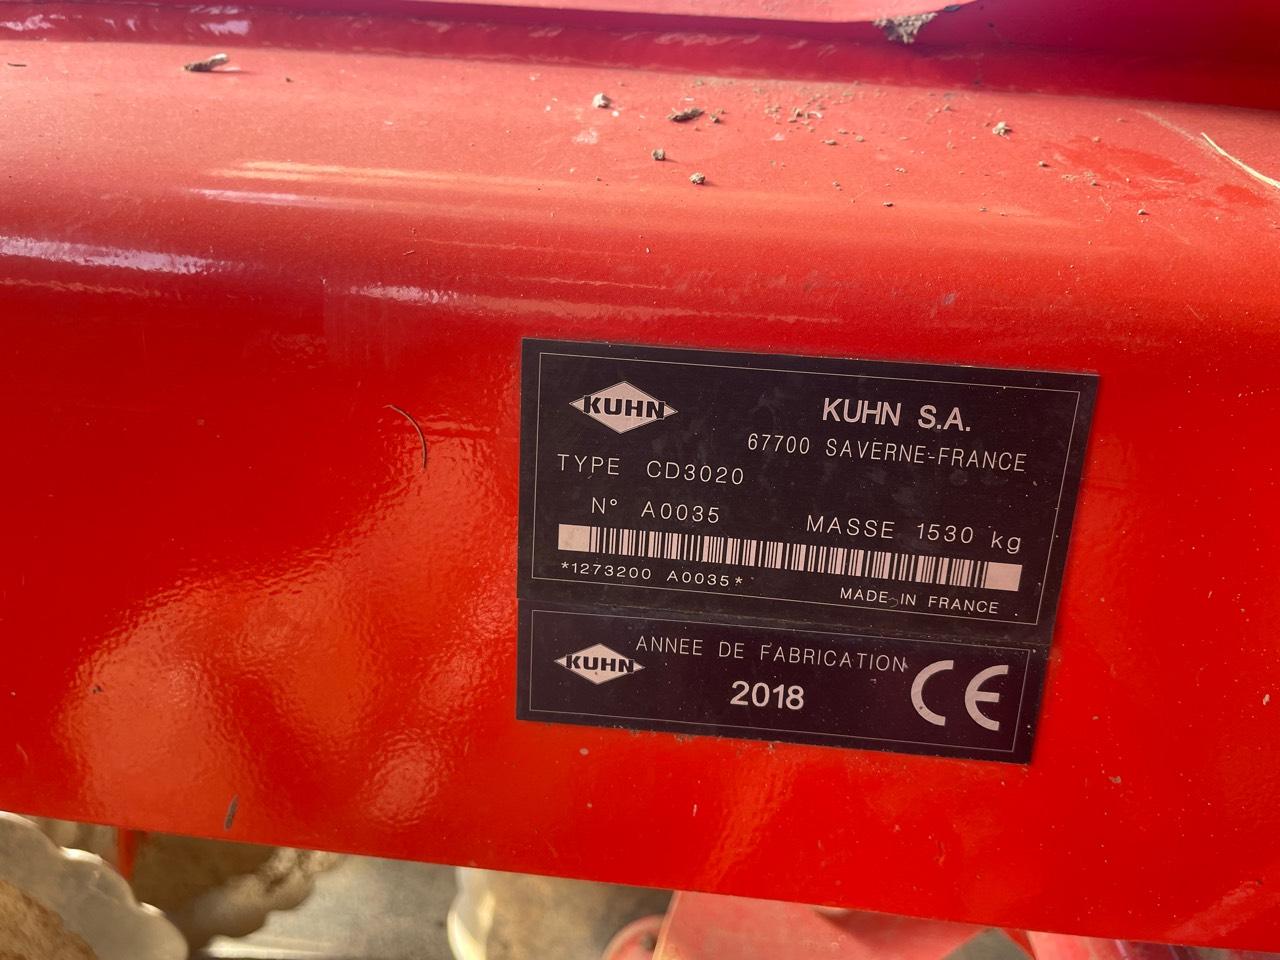 KUHN
KUHN S.A.
67700 SAVERNE-FRANCE
TYPE CD3020
N° A0035 MASSE 1530 kg
*1273200 A0035*
MADE IN FRANCE
KUHN
ANNEE DE FABRICATION
2018
CE